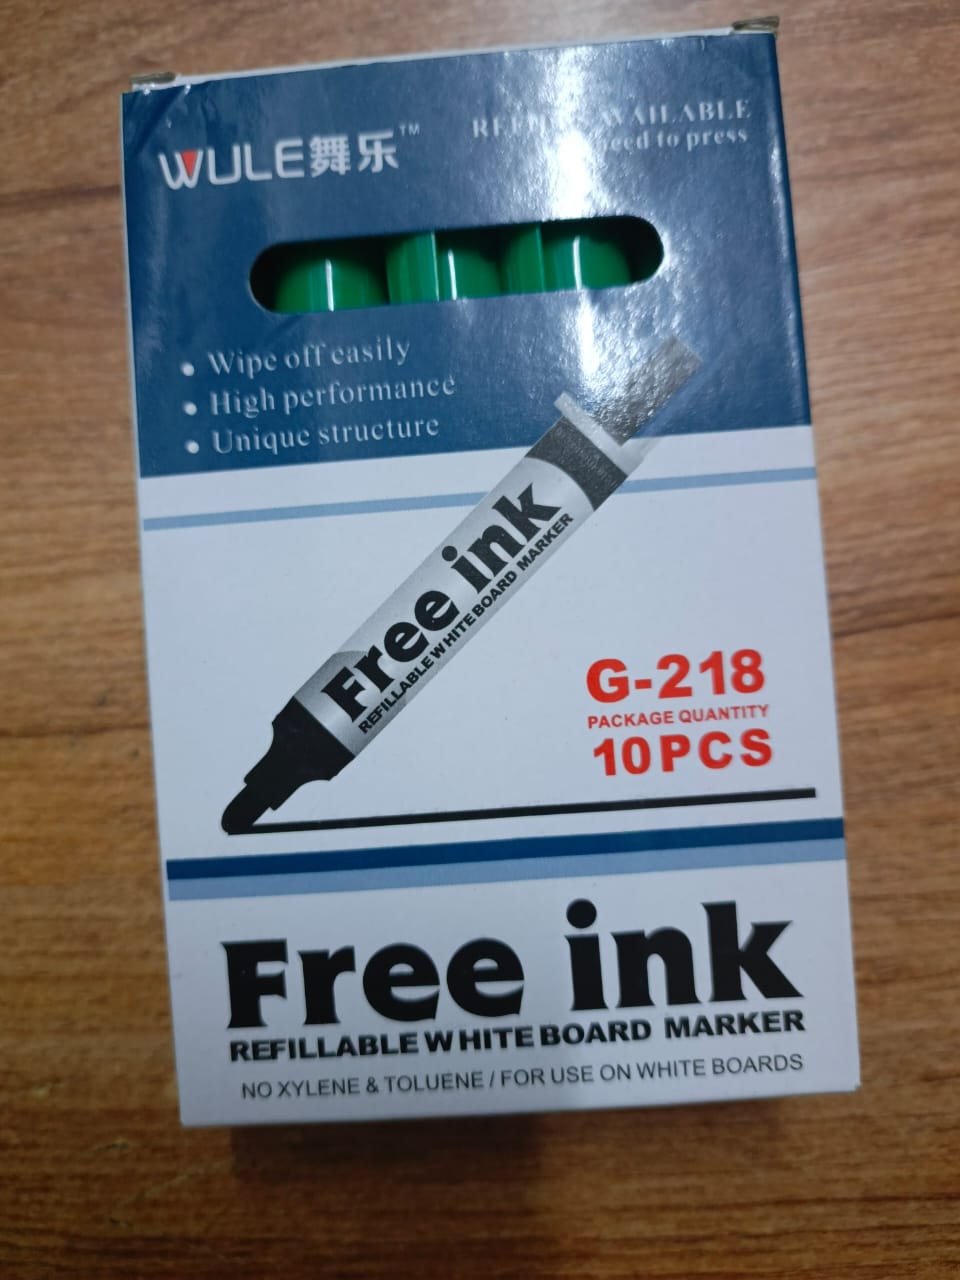 WULE舞乐™
AVAILABLE
need to press
• Wipe off easily
• High performance
• Unique structure
Free ink
REFILLABLE WHITE BOARD MARKER
G-218
PACKAGE QUANTITY
10PCS
Free ink
REFILLABLE WHITE BOARD MARKER
NO XYLENE & TOLUENE / FOR USE ON WHITE BOARDS